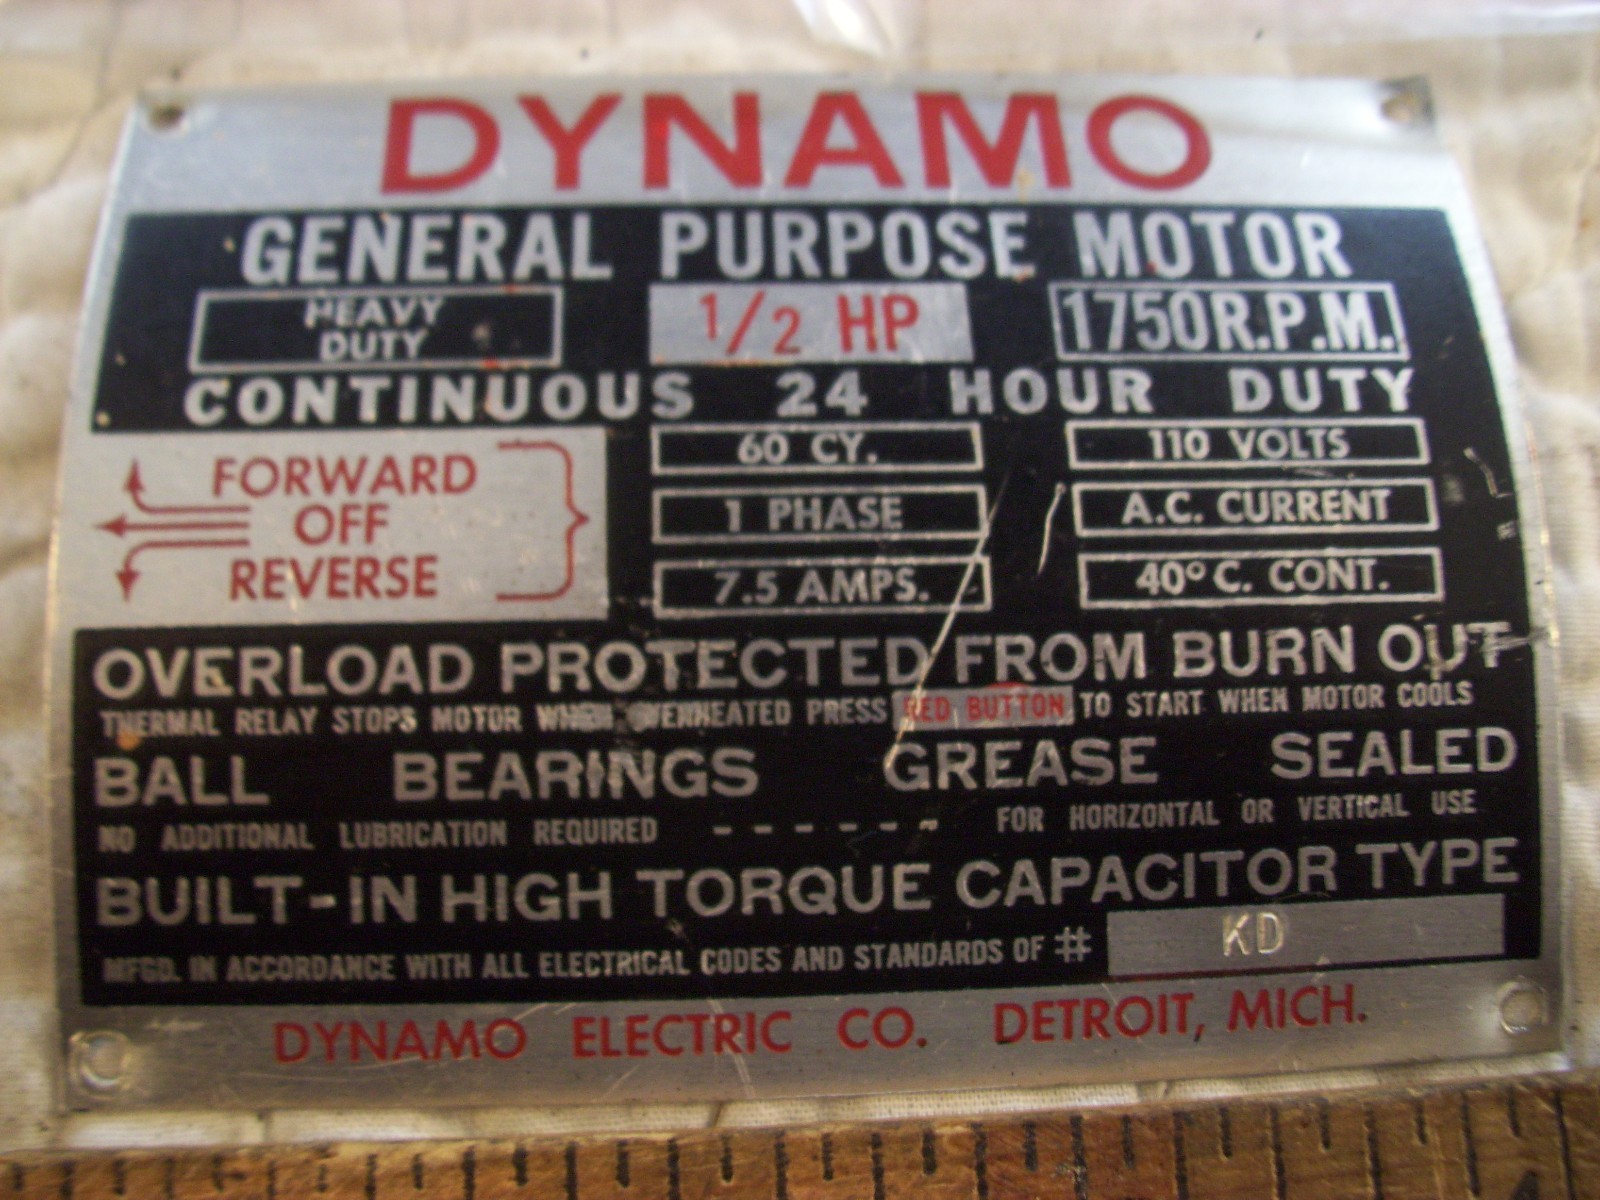 DYNAMO
GENERAL PURPOSE MOTOR
HEAVY DUTY
1/2 HP
1750 R.P.M.
CONTINUOUS 24 HOUR DUTY
FORWARD
OFF
REVERSE
60 CY.
110 VOLTS
1 PHASE
A.C. CURRENT
7.5 AMPS.
40° C. CONT.
OVERLOAD PROTECTED FROM BURN OUT
THERMAL RELAY STOPS MOTOR WHEN OVERHEATED PRESS RED BUTTON TO START WHEN MOTOR COOLS
BALL BEARINGS GREASE SEALED
NO ADDITIONAL LUBRICATION REQUIRED - - - - - - FOR HORIZONTAL OR VERTICAL USE
BUILT-IN HIGH TORQUE CAPACITOR TYPE
MFGD. IN ACCORDANCE WITH ALL ELECTRICAL CODES AND STANDARDS OF # KD
DYNAMO ELECTRIC CO. DETROIT, MICH.